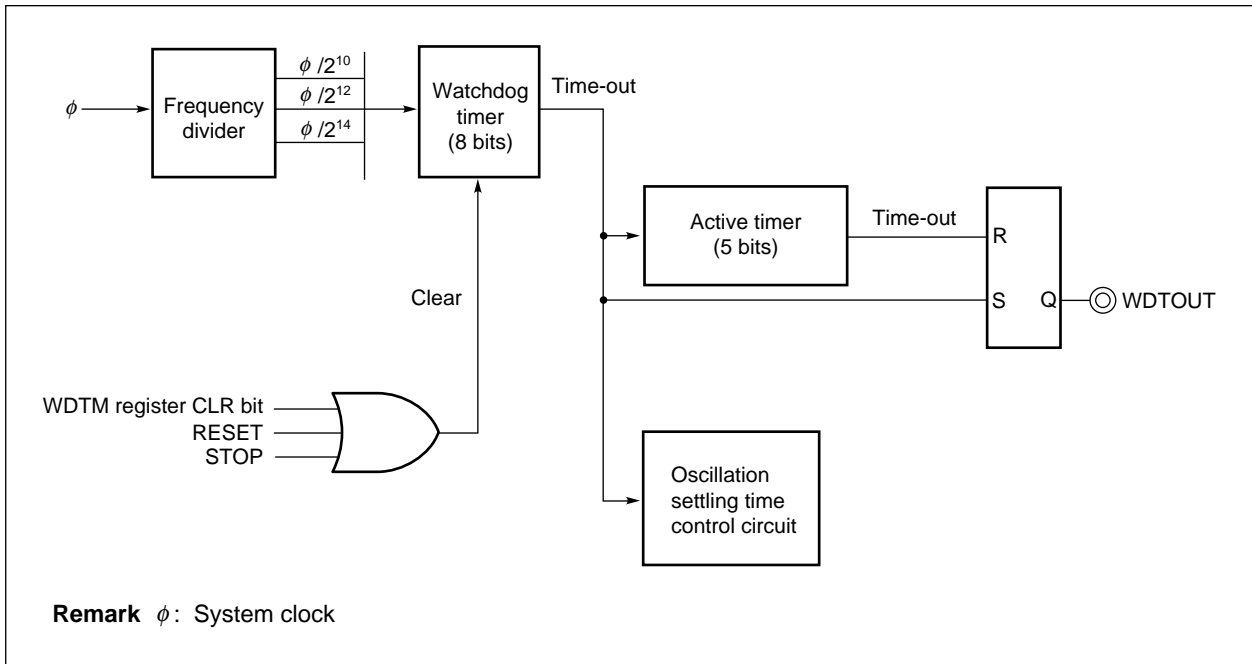 ϕ
Frequency
divider
ϕ /2¹⁰
ϕ /2¹²
ϕ /2¹⁴
Watchdog
timer
(8 bits)
Time-out
Active timer
(5 bits)
Time-out
R
S
Q
WDTOUT
Clear
WDTM register CLR bit
RESET
STOP
Oscillation
settling time
control circuit
Remark ϕ : System clock